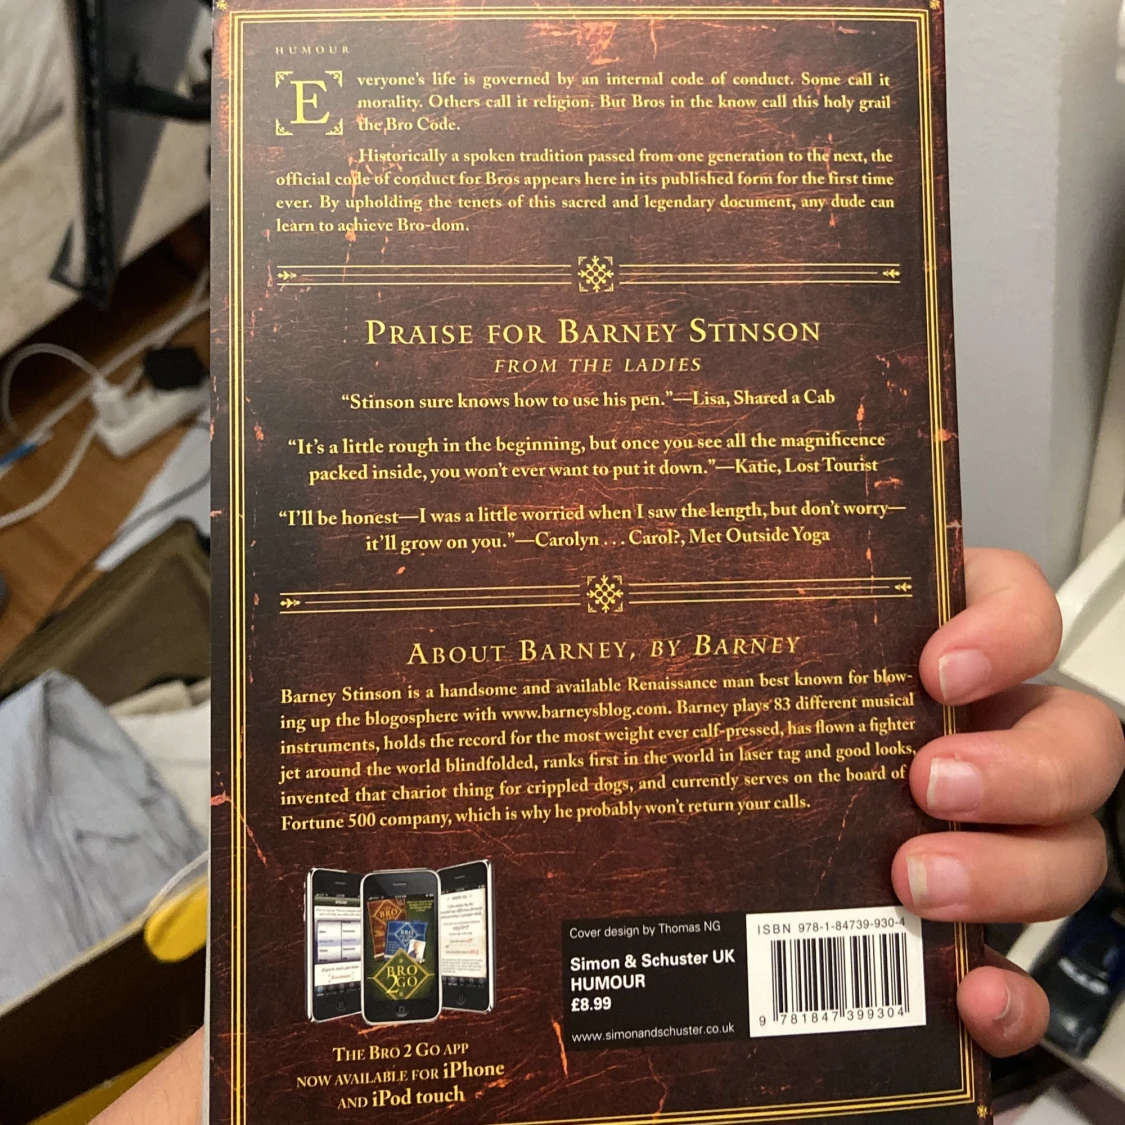 HUMOUR
Everyone's life is governed by an internal code of conduct. Some call it
morality. Others call it religion. But Bros in the know call this holy grail
the Bro Code.
Historically a spoken tradition passed from one generation to the next, the
official code of conduct for Bros appears here in its published form for the first time
ever. By upholding the tenets of this sacred and legendary document, any dude can
learn to achieve Bro-dom.
PRAISE FOR BARNEY STINSON
FROM THE LADIES
“Stinson sure knows how to use his pen.”—Lisa, Shared a Cab
“It's a little rough in the beginning, but once you see all the magnificence
packed inside, you won't ever want to put it down.”—Katie, Lost Tourist
“I'll be honest—I was a little worried when I saw the length, but don't worry—
it'll grow on you.”—Carolyn . . . Carol?, Met Outside Yoga
ABOUT BARNEY, BY BARNEY
Barney Stinson is a handsome and available Renaissance man best known for blow-
ing up the blogosphere with www.barneysblog.com. Barney plays 83 different musical
instruments, holds the record for the most weight ever calf-pressed, has flown a fighter
jet around the world blindfolded, ranks first in the world in laser tag and good looks,
invented that chariot thing for crippled dogs, and currently serves on the board of
Fortune 500 company, which is why he probably won't return your calls.
BRO
BRO
2GO
THE BRO 2 GO APP
NOW AVAILABLE FOR iPhone
AND iPod touch
Cover design by Thomas NG
Simon & Schuster UK
HUMOUR
£8.99
www.simonandschuster.co.uk
ISBN 978-1-84739-930-4
9 781847 399304